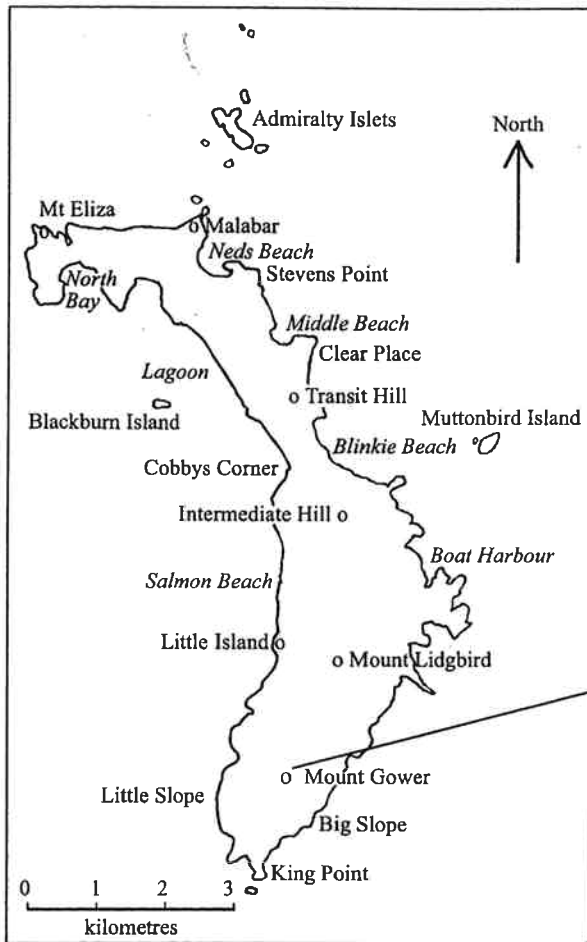 Admiralty Islets
North
Mt Eliza
Malabar
Neds Beach
North
Bay
Stevens Point
Middle Beach
Clear Place
Lagoon
Transit Hill
Blackburn Island
Muttonbird Island
Blinkie Beach
Cobbys Corner
Intermediate Hill
Boat Harbour
Salmon Beach
Little Island
Mount Lidgbird
Mount Gower
Little Slope
Big Slope
King Point
0 1 2 3
kilometres